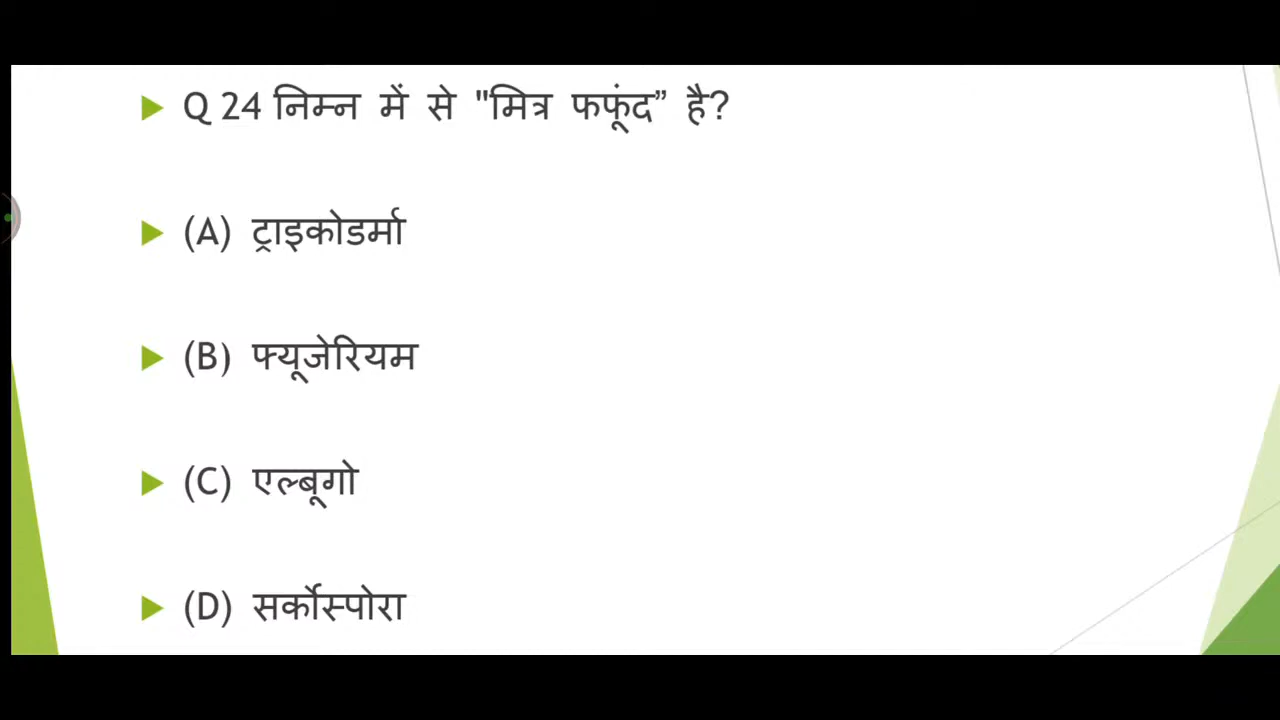 Q 24 निम्न में से "मित्र फफूंद” है?
(A) ट्राइकोडर्मा
(B) फ्यूजेरियम
(C) एल्बूगो
(D) सर्कोस्पोरा